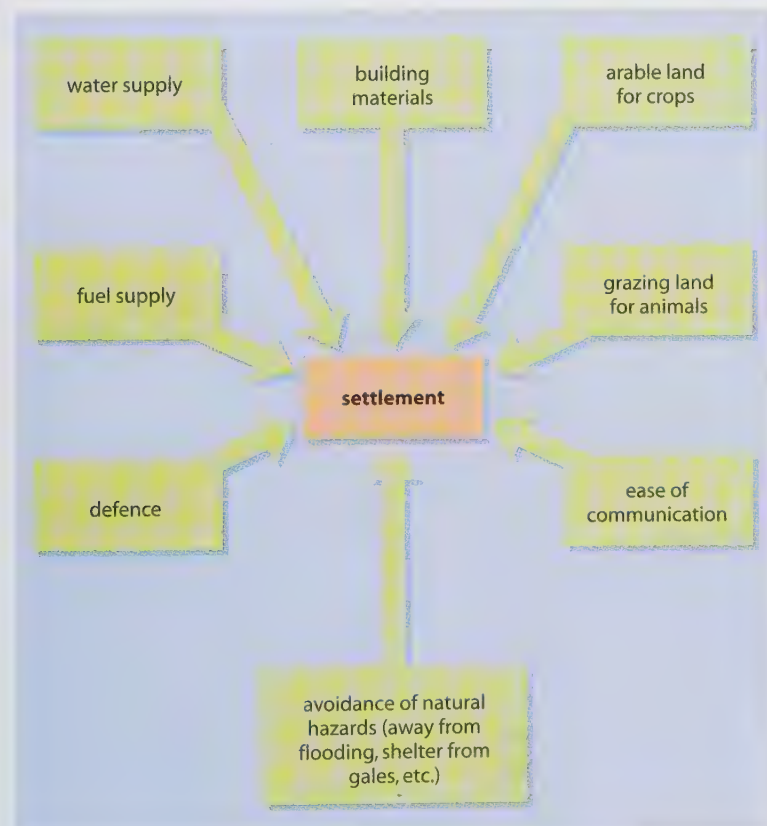 water supply
building
materials
arable land
for crops
fuel supply
grazing land
for animals
settlement
defence
ease of
communication
avoidance of natural
hazards (away from
flooding, shelter from
gales, etc.)